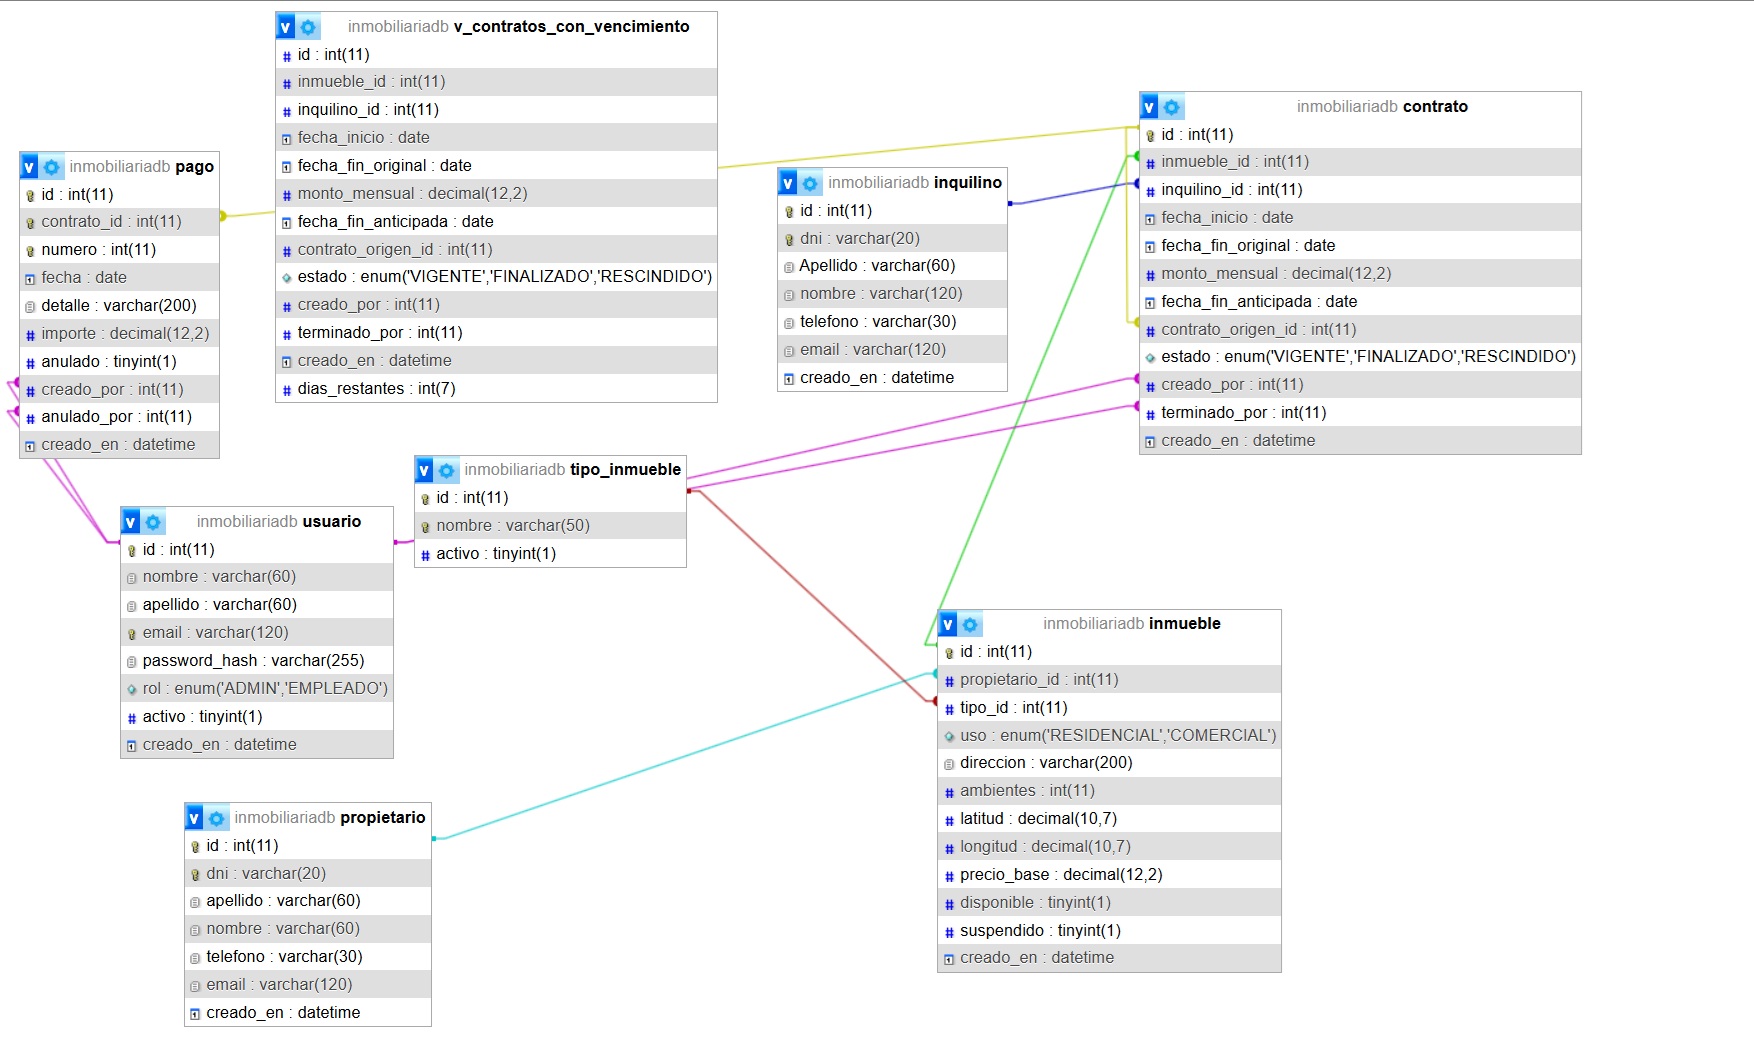 inmobiliariadb v_contratos_con_vencimiento
id : int(11)
inmueble_id : int(11)
inquilino_id : int(11)
fecha_inicio : date
fecha_fin_original : date
monto_mensual : decimal(12,2)
fecha_fin_anticipada : date
contrato_origen_id : int(11)
estado : enum('VIGENTE','FINALIZADO','RESCINDIDO')
creado_por : int(11)
terminado_por : int(11)
creado_en : datetime
dias_restantes : int(7)
inmobiliariadb contrato
id : int(11)
inmueble_id : int(11)
inquilino_id : int(11)
fecha_inicio : date
fecha_fin_original : date
monto_mensual : decimal(12,2)
fecha_fin_anticipada : date
contrato_origen_id : int(11)
estado : enum('VIGENTE','FINALIZADO','RESCINDIDO')
creado_por : int(11)
terminado_por : int(11)
creado_en : datetime
inmobiliariadb pago
id : int(11)
contrato_id : int(11)
numero : int(11)
fecha : date
detalle : varchar(200)
importe : decimal(12,2)
anulado : tinyint(1)
creado_por : int(11)
anulado_por : int(11)
creado_en : datetime
inmobiliariadb inquilino
id : int(11)
dni : varchar(20)
Apellido : varchar(60)
nombre : varchar(120)
telefono : varchar(30)
email : varchar(120)
creado_en : datetime
inmobiliariadb tipo_inmueble
id : int(11)
nombre : varchar(50)
activo : tinyint(1)
inmobiliariadb usuario
id : int(11)
nombre : varchar(60)
apellido : varchar(60)
email : varchar(120)
password_hash : varchar(255)
rol : enum('ADMIN','EMPLEADO')
activo : tinyint(1)
creado_en : datetime
inmobiliariadb inmueble
id : int(11)
propietario_id : int(11)
tipo_id : int(11)
uso : enum('RESIDENCIAL','COMERCIAL')
direccion : varchar(200)
ambientes : int(11)
latitud : decimal(10,7)
longitud : decimal(10,7)
precio_base : decimal(12,2)
disponible : tinyint(1)
suspendido : tinyint(1)
creado_en : datetime
inmobiliariadb propietario
id : int(11)
dni : varchar(20)
apellido : varchar(60)
nombre : varchar(60)
telefono : varchar(30)
email : varchar(120)
creado_en : datetime